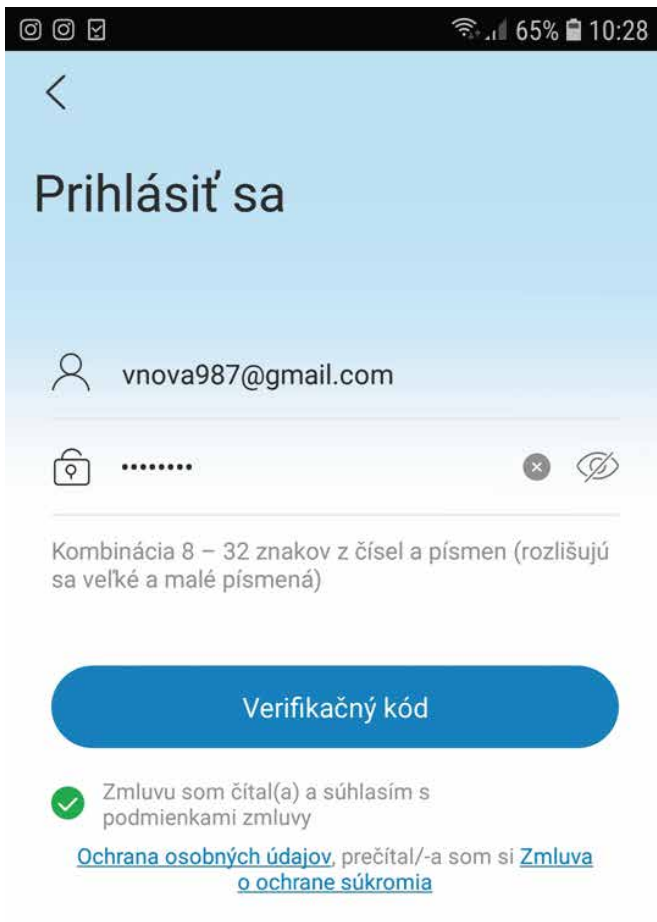 65% 10:28
Prihlásiť sa
vnova987@gmail.com
••••••••
Kombinácia 8 – 32 znakov z čísel a písmen (rozlišujú
sa veľké a malé písmená)
Verifikačný kód
Zmluvu som čítal(a) a súhlasím s
podmienkami zmluvy
Ochrana osobných údajov, prečítal/-a som si Zmluva
o ochrane súkromia